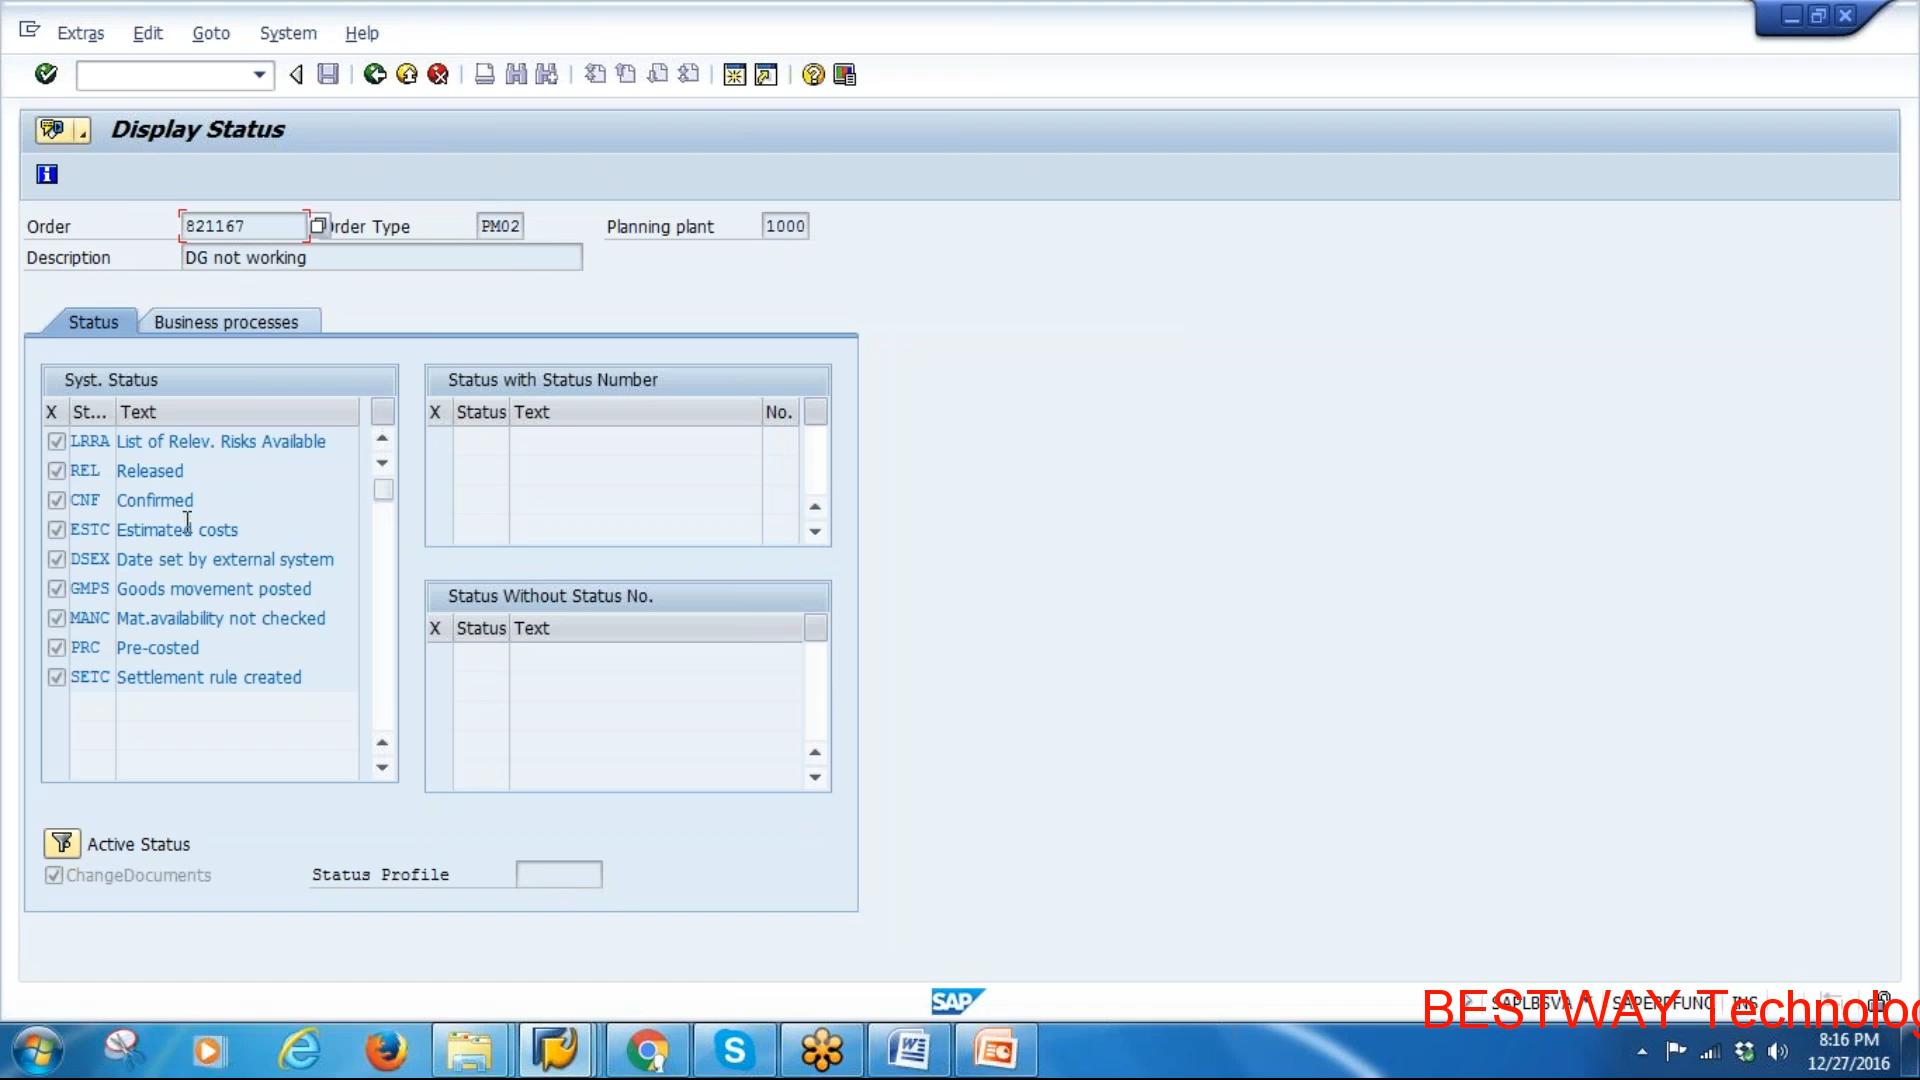 Extras Edit Goto System Help
Display Status
Order 821167 rder Type PM02 Planning plant 1000
Description DG not working
Status Business processes
Syst. Status
X St... Text
LRRA List of Relev. Risks Available
REL Released
CNF Confirmed
ESTC Estimated costs
DSEX Date set by external system
GMPS Goods movement posted
MANC Mat.availability not checked
PRC Pre-costed
SETC Settlement rule created
Status with Status Number
X Status Text No.
Status Without Status No.
X Status Text
Active Status
ChangeDocuments Status Profile
SAP
BESTWAY Technolog
8:16 PM
12/27/2016